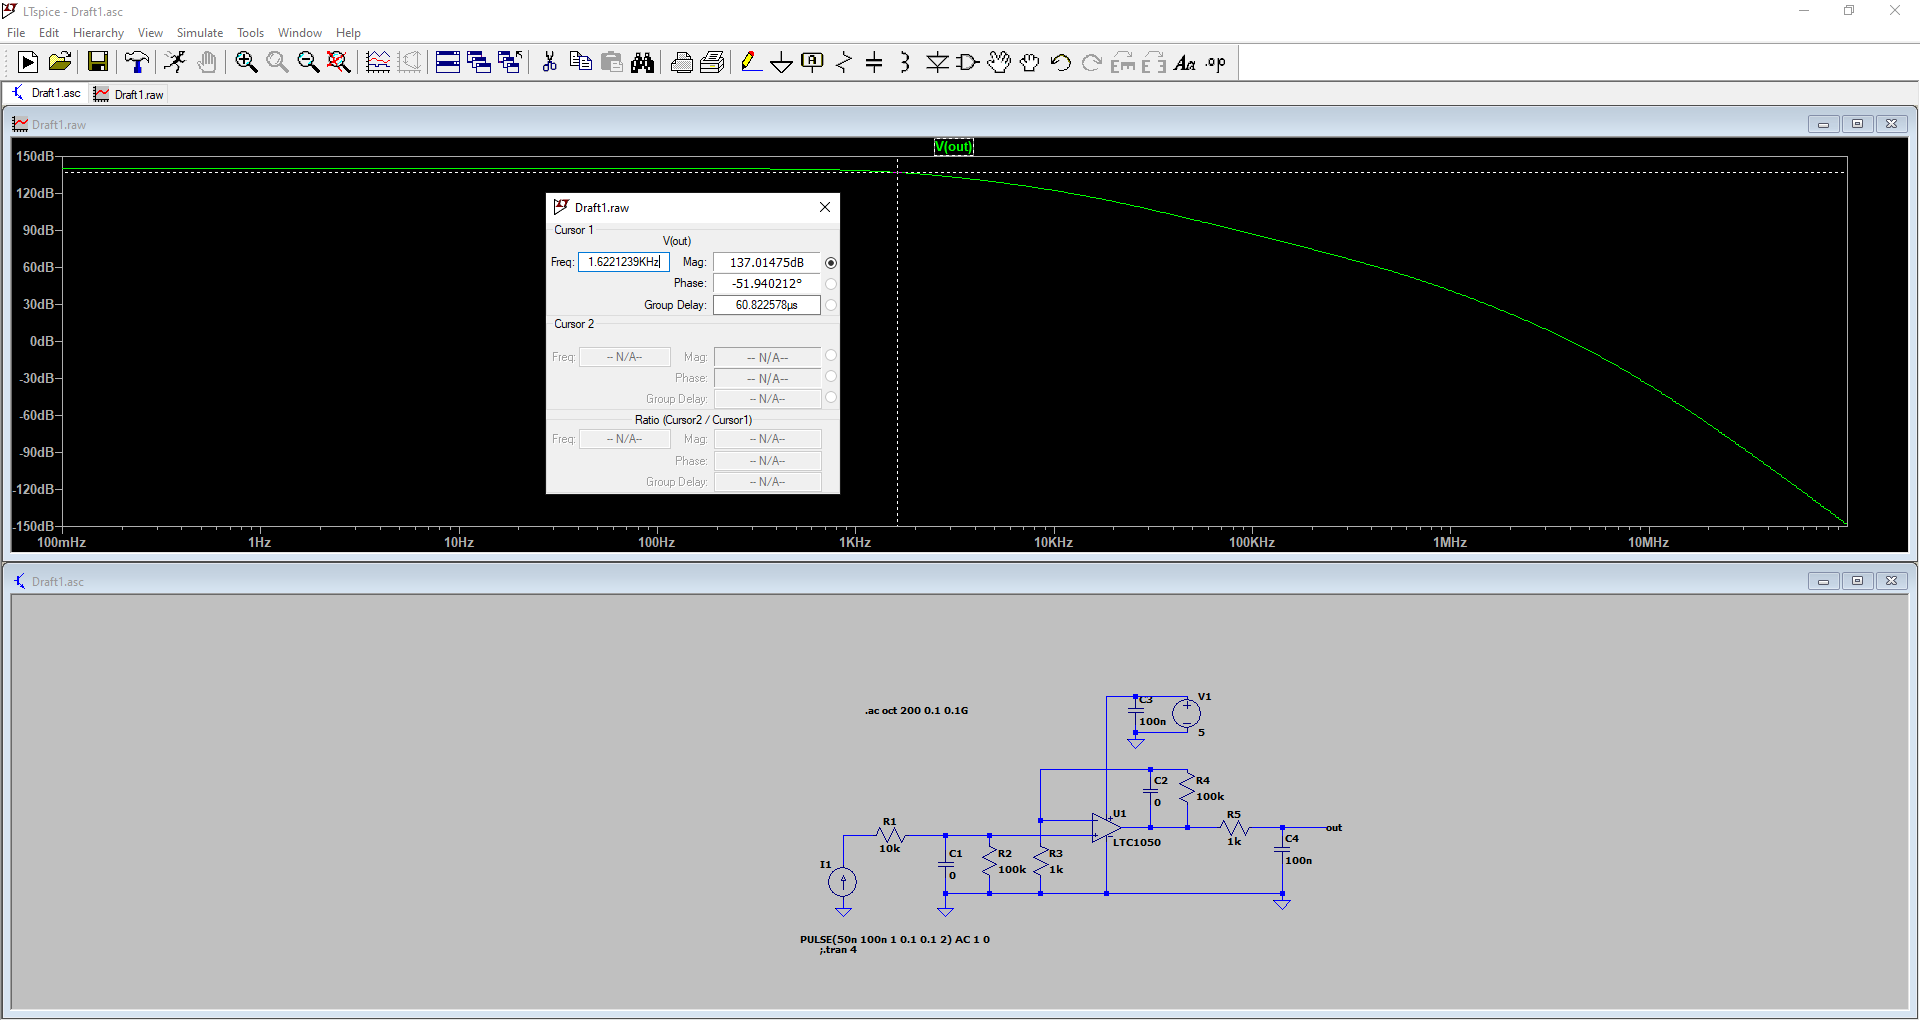 LTspice - Draft1.asc
File Edit Hierarchy View Simulate Tools Window Help
Draft1.asc Draft1.raw
Draft1.raw
V(out)
150dB
120dB
90dB
60dB
30dB
0dB
-30dB
-60dB
-90dB
-120dB
-150dB
100mHz 1Hz 10Hz 100Hz 1KHz 10KHz 100KHz 1MHz 10MHz
Draft1.raw
Cursor 1
V(out)
Freq: 1.6221239KHz Mag: 137.01475dB
Phase: -51.940212°
Group Delay: 60.822578µs
Cursor 2
Freq: -- N/A-- Mag: -- N/A--
Phase: -- N/A--
Group Delay: -- N/A--
Ratio (Cursor2 / Cursor1)
Freq: -- N/A-- Mag: -- N/A--
Phase: -- N/A--
Group Delay: -- N/A--
Draft1.asc
.ac oct 200 0.1 0.1G
C3
100n
V1
5
C2
0
R4
100k
U1
LTC1050
R5
1k
out
C4
100n
R1
10k
C1
0
R2
100k
R3
1k
I1
PULSE(50n 100n 1 0.1 0.1 2) AC 1 0
;.tran 4